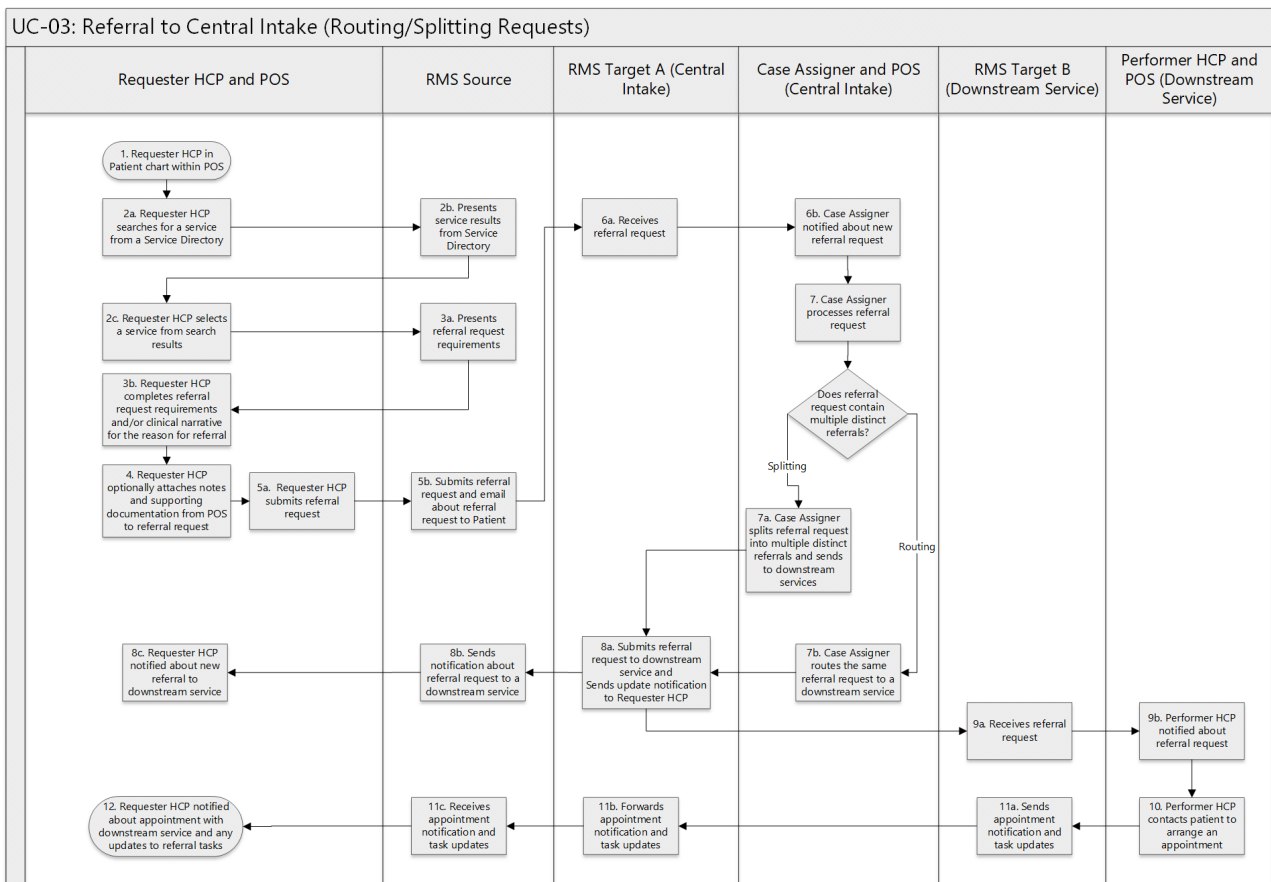 UC-03: Referral to Central Intake (Routing/Splitting Requests)
Requester HCP and POS
RMS Source
RMS Target A (Central
Intake)
Case Assigner and POS
(Central Intake)
RMS Target B
(Downstream Service)
Performer HCP and
POS (Downstream
Service)
1. Requester HCP in
Patient chart within POS
2a. Requester HCP
searches for a service
from a Service Directory
2b. Presents
service results
from Service
Directory
6a. Receives
referral request
6b. Case Assigner
notified about new
referral request
2c. Requester HCP selects
a service from search
results
3a. Presents
referral request
requirements
7. Case Assigner
processes referral
request
3b. Requester HCP
completes referral
request requirements
and/or clinical narrative
for the reason for referral
Does referral
request contain
multiple distinct
referrals?
Splitting
4. Requester HCP
optionally attaches notes
and supporting
documentation from POS
to referral request
5a. Requester HCP
submits referral
request
5b. Submits referral
request and email
about referral
request to Patient
7a. Case Assigner
splits referral request
into multiple distinct
referrals and sends
to downstream
services
Routing
8c. Requester HCP
notified about new
referral to
downstream service
8b. Sends
notification about
referral request to a
downstream service
8a. Submits referral
request to downstream
service and
Sends update notification
to Requester HCP
7b. Case Assigner
routes the same
referral request to a
downstream service
9a. Receives referral
request
9b. Performer HCP
notified about
referral request
12. Requester HCP notified
about appointment with
downstream service and any
updates to referral tasks
11c. Receives
appointment
notification and
task updates
11b. Forwards
appointment
notification and
task updates
11a. Sends
appointment
notification and
task updates
10. Performer HCP
contacts patient to
arrange an
appointment